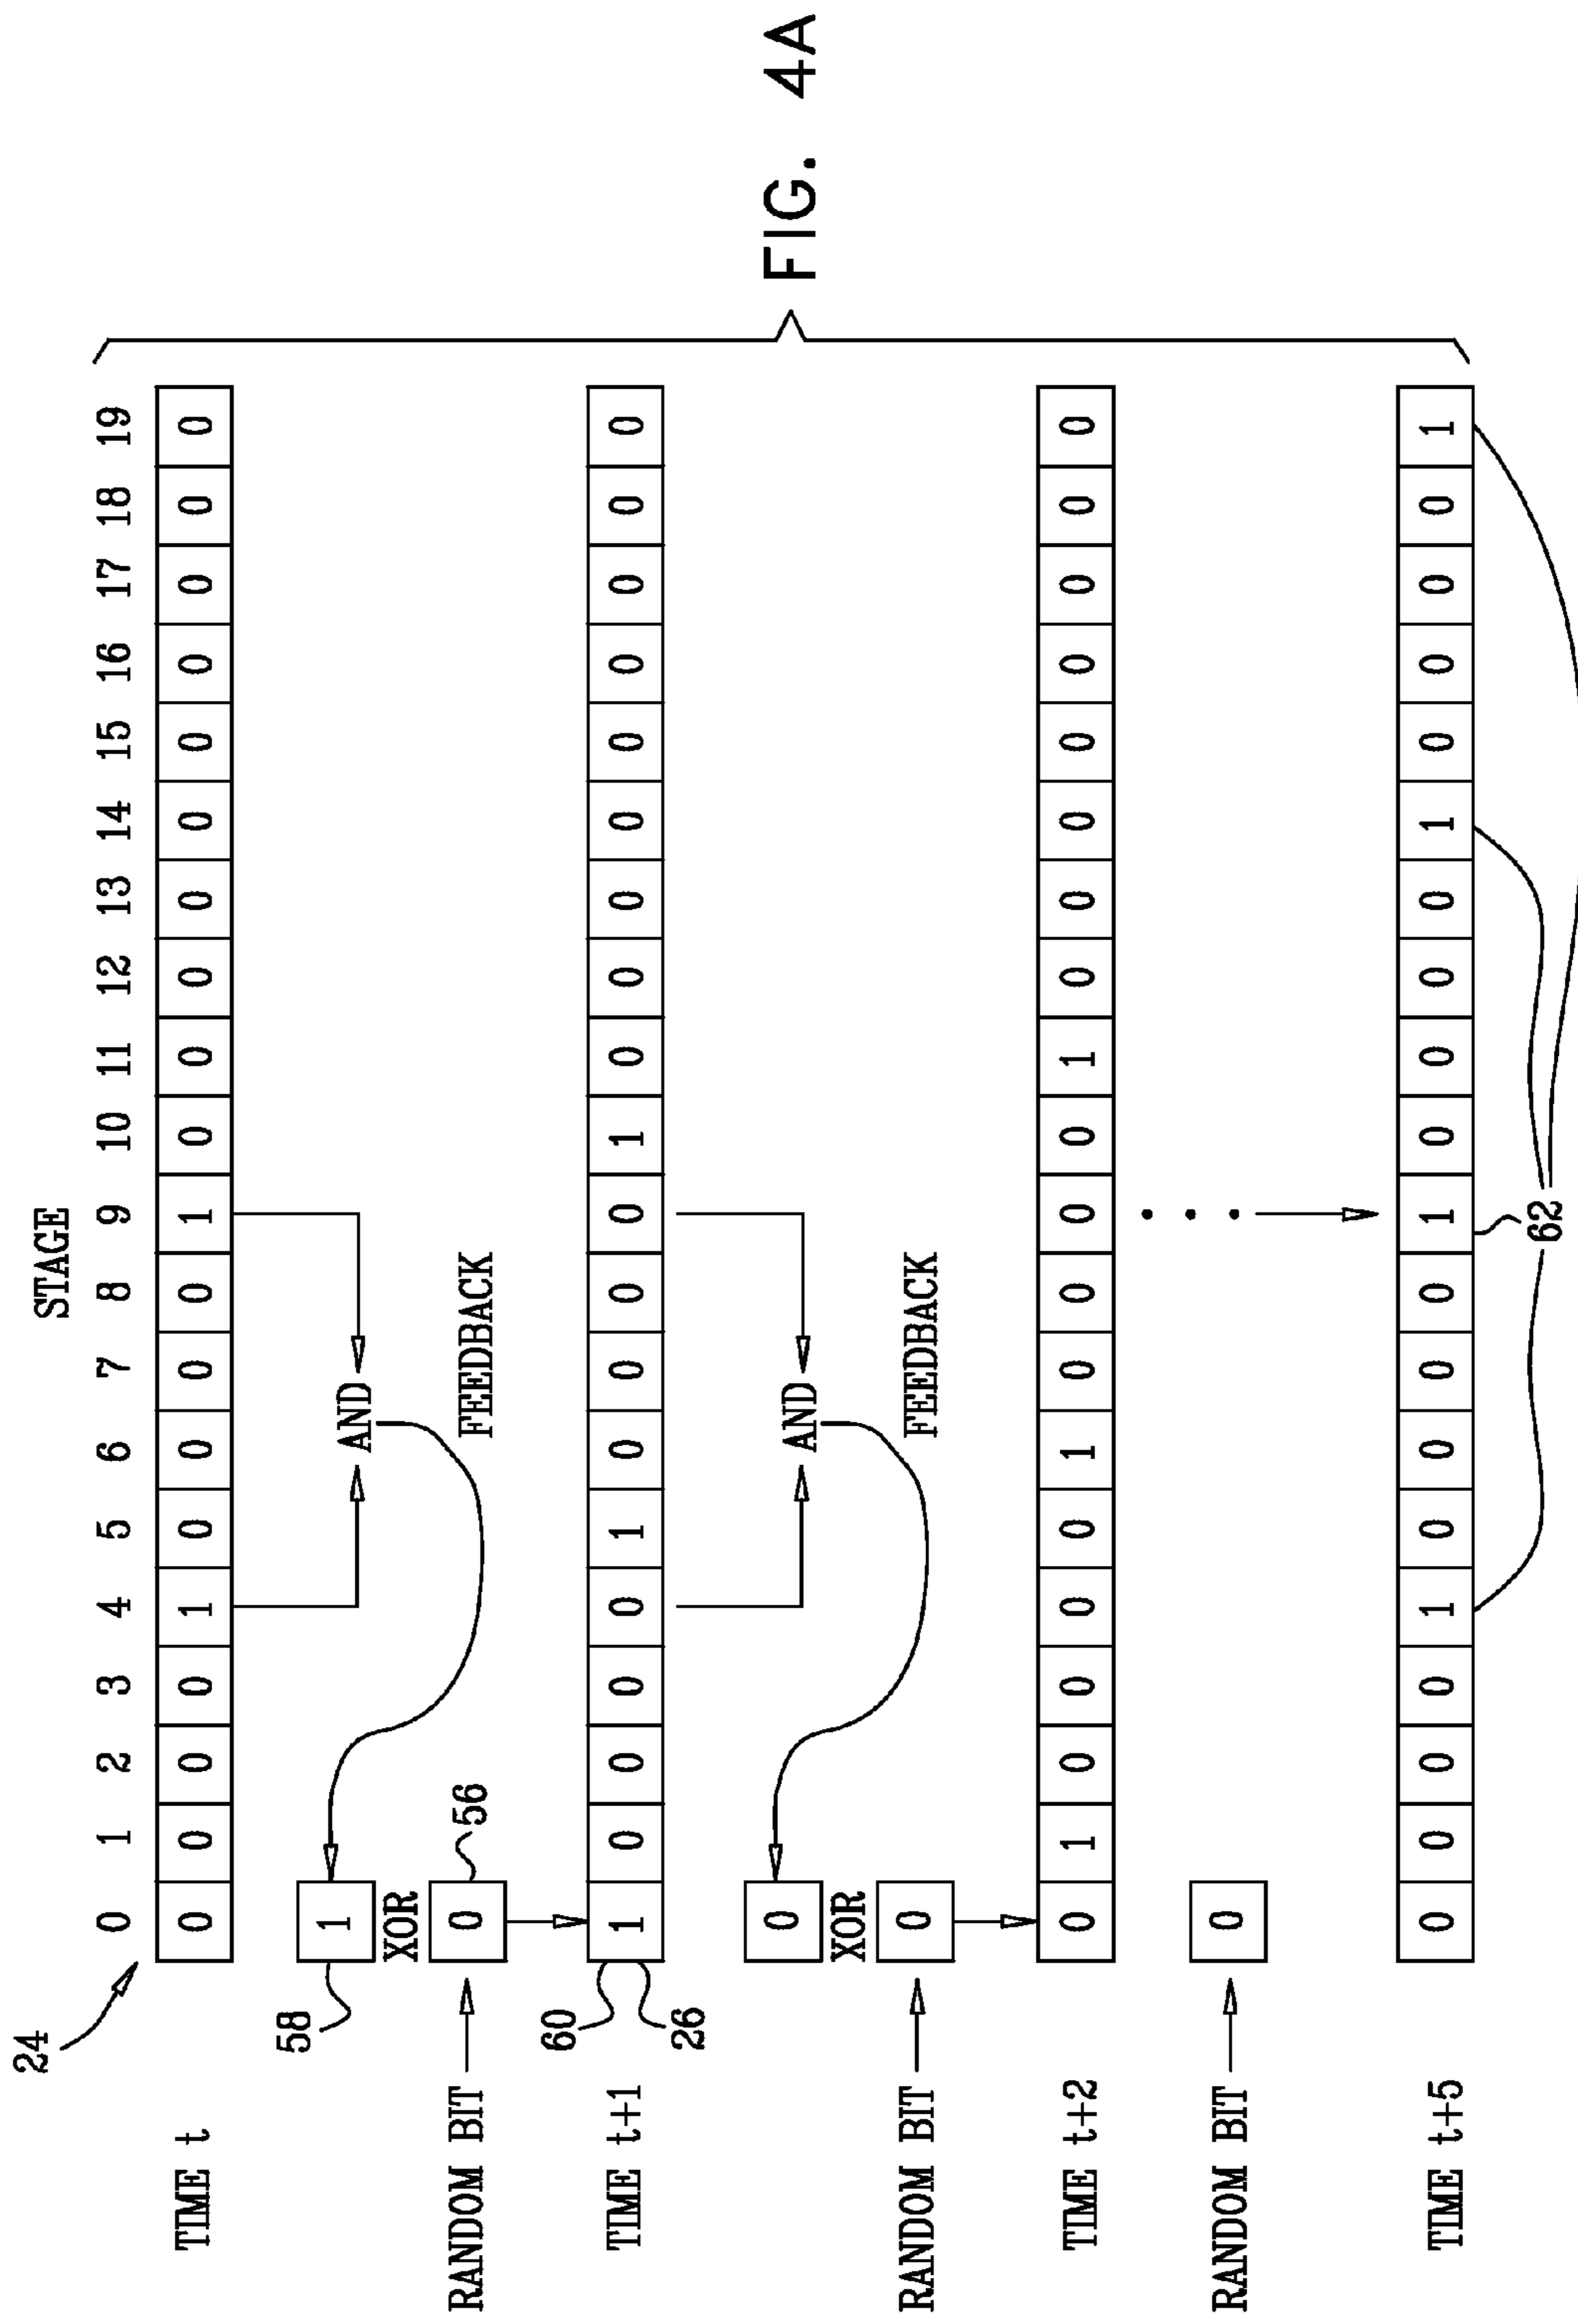 24
STAGE
0 1 2 3 4 5 6 7 8 9 10 11 12 13 14 15 16 17 18 19
TIME t 0 0 0 0 1 0 0 0 0 1 0 0 0 0 0 0 0 0 0 0
58
1
AND
XOR
RANDOM BIT
0
56
FEEDBACK
60
TIME t+1 1 0 0 0 0 1 0 0 0 0 1 0 0 0 0 0 0 0 0 0
26
0
AND
XOR
RANDOM BIT
0
FEEDBACK
TIME t+2 0 1 0 0 0 0 1 0 0 0 0 1 0 0 0 0 0 0 0 0
RANDOM BIT
0
. . .
TIME t+5 0 0 0 0 1 0 0 0 0 1 0 0 0 0 1 0 0 0 0 1
62
FIG. 4A